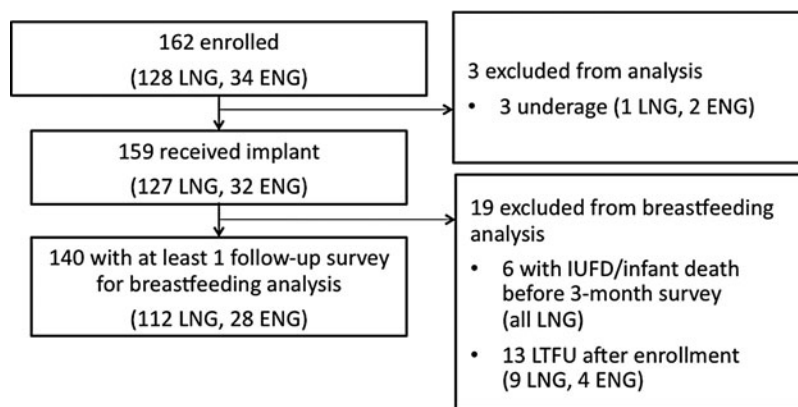 162 enrolled
(128 LNG, 34 ENG)
3 excluded from analysis
• 3 underage (1 LNG, 2 ENG)
159 received implant
(127 LNG, 32 ENG)
19 excluded from breastfeeding
analysis
• 6 with IUFD/infant death
before 3-month survey
(all LNG)
• 13 LTFU after enrollment
(9 LNG, 4 ENG)
140 with at least 1 follow-up survey
for breastfeeding analysis
(112 LNG, 28 ENG)